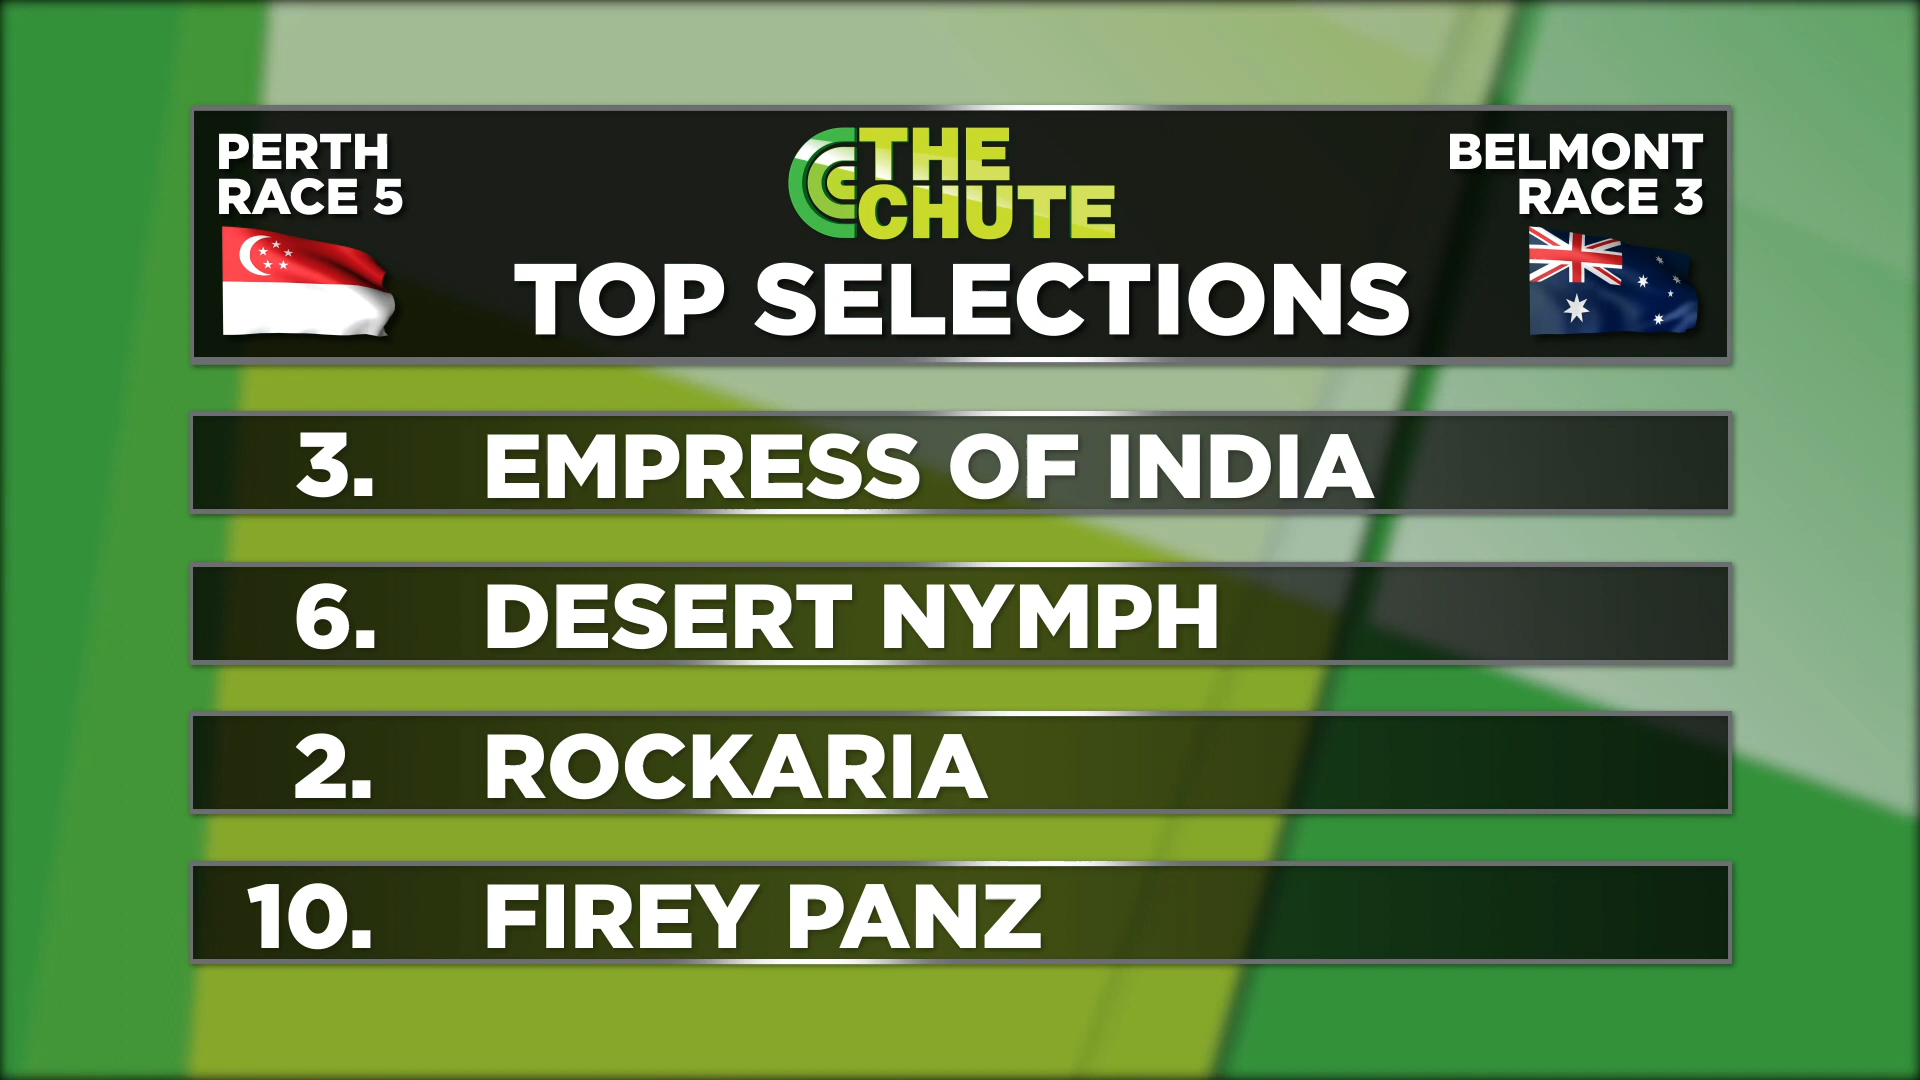 PERTH
RACE 5
THE
CHUTE
BELMONT
RACE 3
TOP SELECTIONS
3. EMPRESS OF INDIA
6. DESERT NYMPH
2. ROCKARIA
10. FIREY PANZ